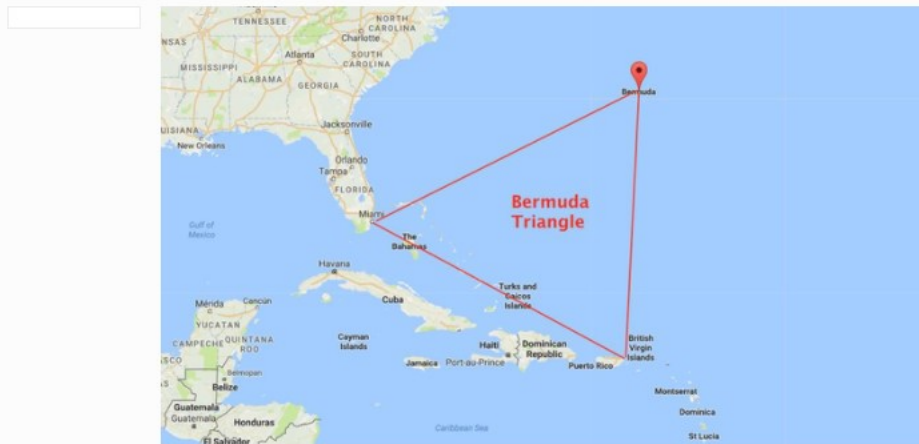 NORTH
CAROLINA
TENNESSEE
Charlotte
NSAS
Atlanta
SOUTH
CAROLINA
MISSISSIPPI
ALABAMA
GEORGIA
Bermuda
Jacksonville
UISIANA
New Orleans
Orlando
Tampa
FLORIDA
Bermuda
Triangle
Miami
Gulf of
Mexico
The
Bahamas
Havana
Turks and
Caicos
Islands
Cuba
Mérida
Cancún
YUCATAN
CAMPECHE
QUINTANA
ROO
Cayman
Islands
Haiti
Dominican
Republic
British
Virgin
Islands
ASCO
Jamaica
Port-au-Prince
Puerto Rico
Belmopan
Belize
Montserrat
Guatemala
Guatemala
Honduras
Dominica
Caribbean Sea
St Lucia
El Salvador